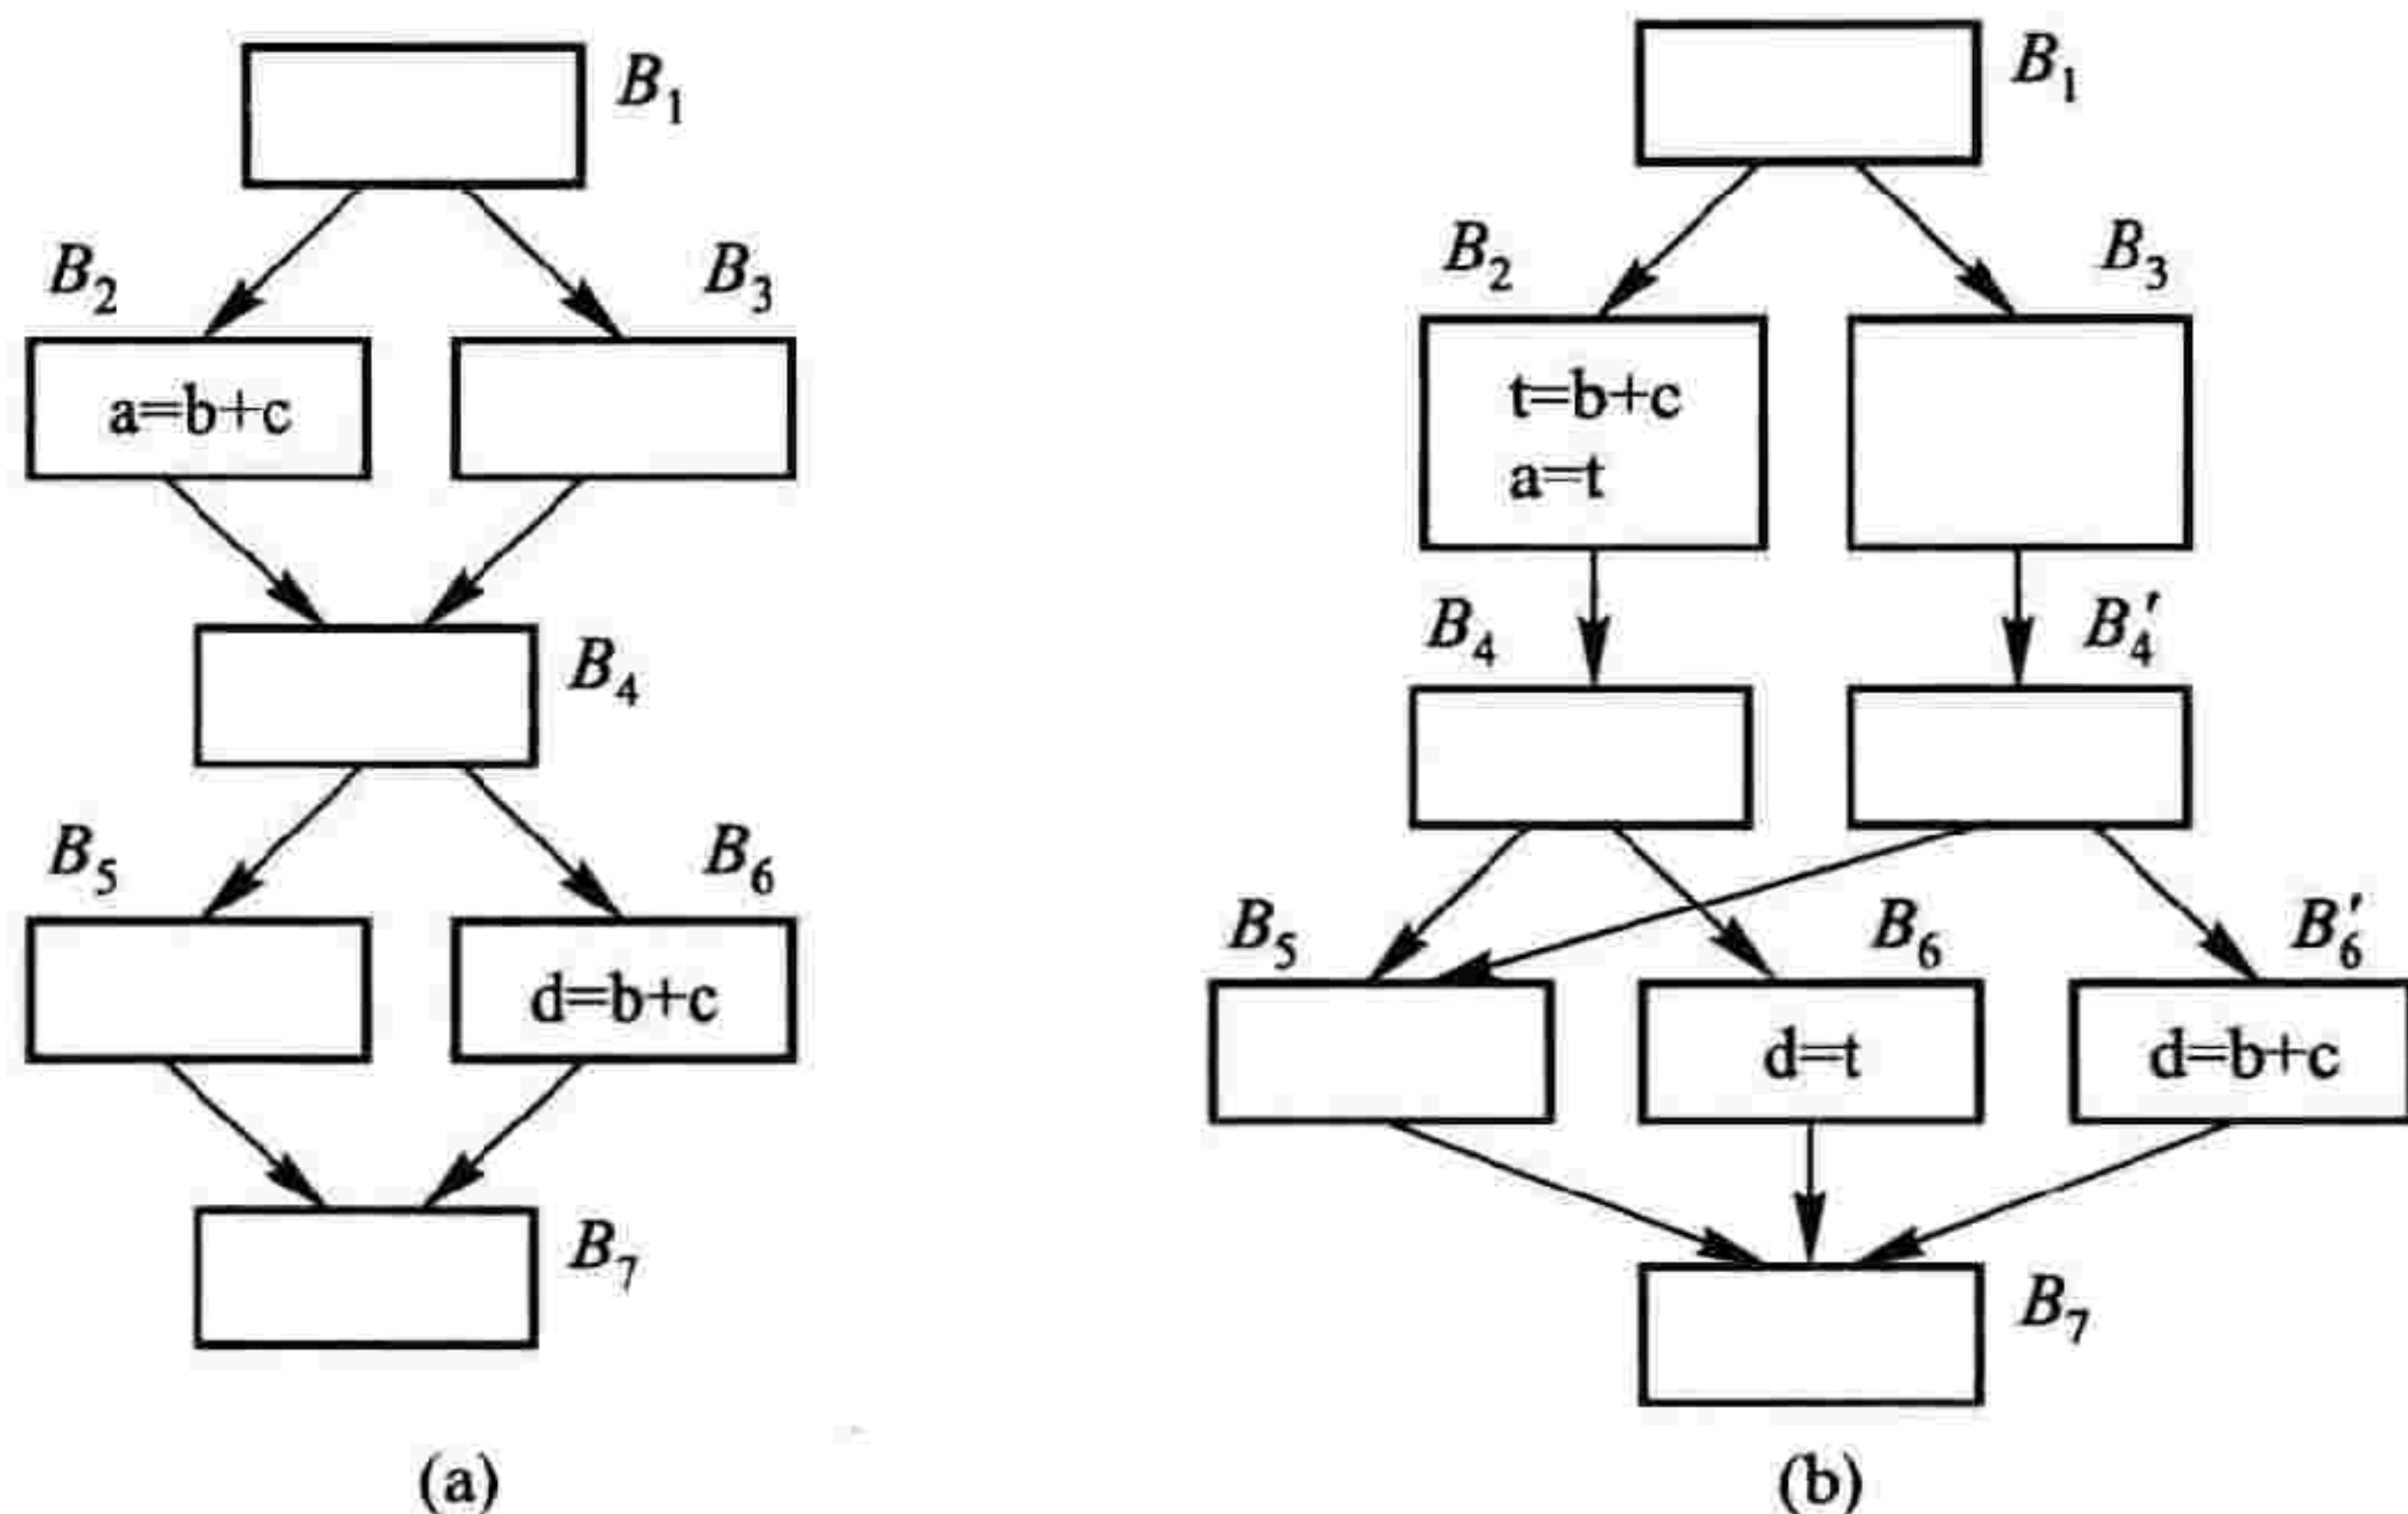 B1
B2
B3
a=b+c
B4
B5
B6
d=b+c
B7
(a)
B1
B2
B3
t=b+c
a=t
B4
B4'
B5
B6
B6'
d=t
d=b+c
B7
(b)